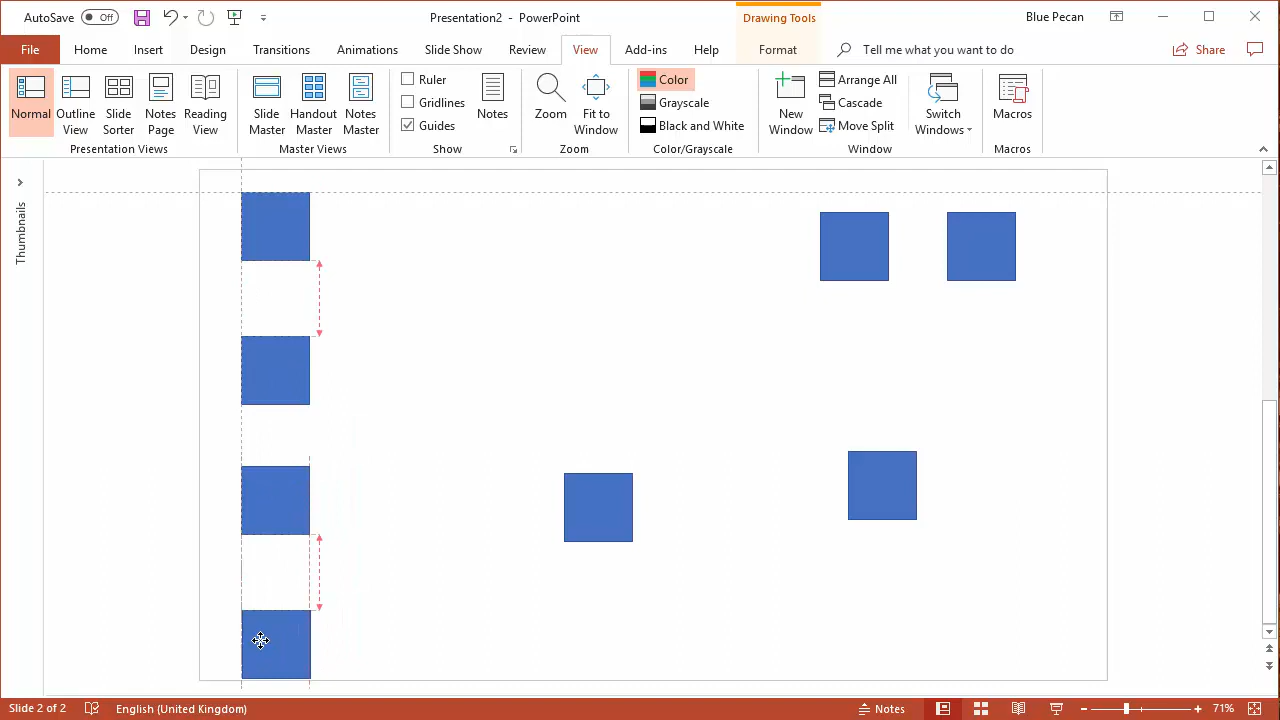 AutoSave Off Presentation2 - PowerPoint Drawing Tools Blue Pecan
File Home Insert Design Transitions Animations Slide Show Review View Add-ins Help Format Tell me what you want to do Share
Normal Outline View Slide Sorter Notes Page Reading View
Presentation Views
Slide Master Handout Master Notes Master
Master Views
Ruler
Gridlines
Guides
Notes
Show
Zoom Fit to Window
Zoom
Color
Grayscale
Black and White
Color/Grayscale
New Window
Arrange All
Cascade
Move Split
Switch Windows
Window
Macros
Macros
Thumbnails
Slide 2 of 2 English (United Kingdom) Notes 71%